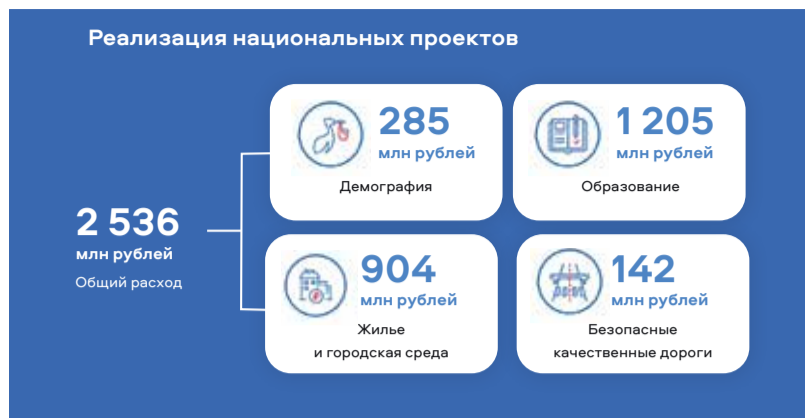 Реализация национальных проектов
2 536
млн рублей
Общий расход
285
млн рублей
Демография
1 205
млн рублей
Образование
904
млн рублей
Жилье
и городская среда
142
млн рублей
Безопасные
качественные дороги